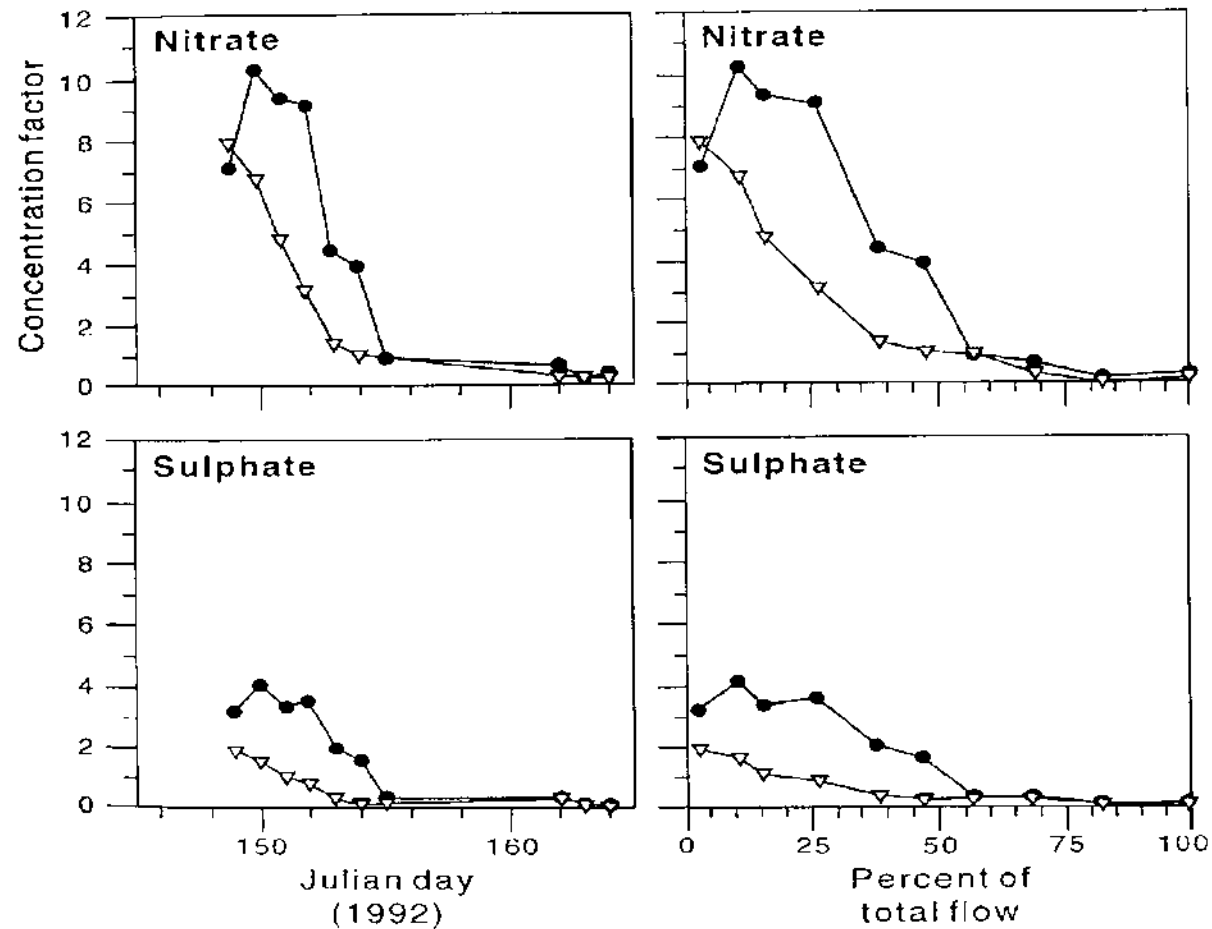 12
10
8
6
4
2
0
Concentration factor
Nitrate
Nitrate
12
10
8
6
4
2
0
Sulphate
Sulphate
150
160
0
25
50
75
100
Julian day
(1992)
Percent of
total flow